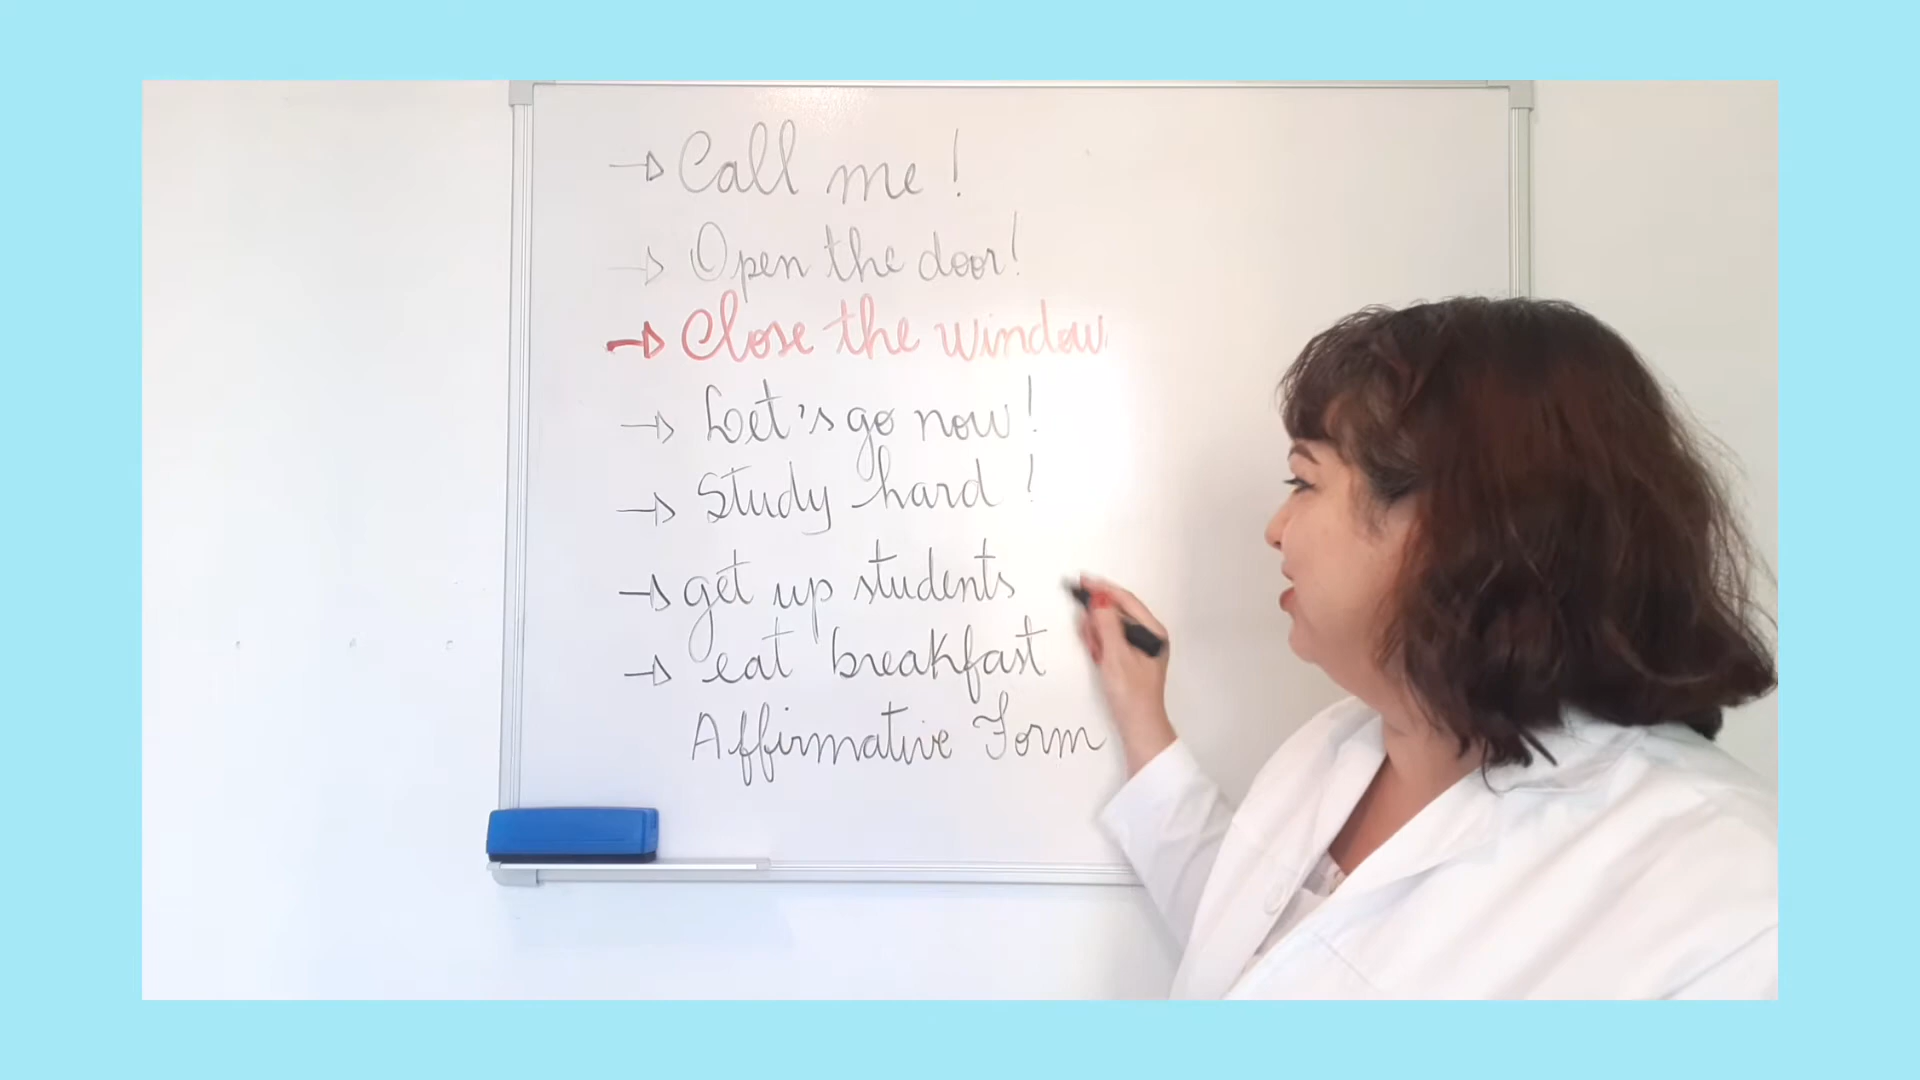 → Call me!
→ Open the door!
→ Close the window
→ Let's go now!
→ Study hard!
→ get up students
→ eat breakfast
Affirmative Form